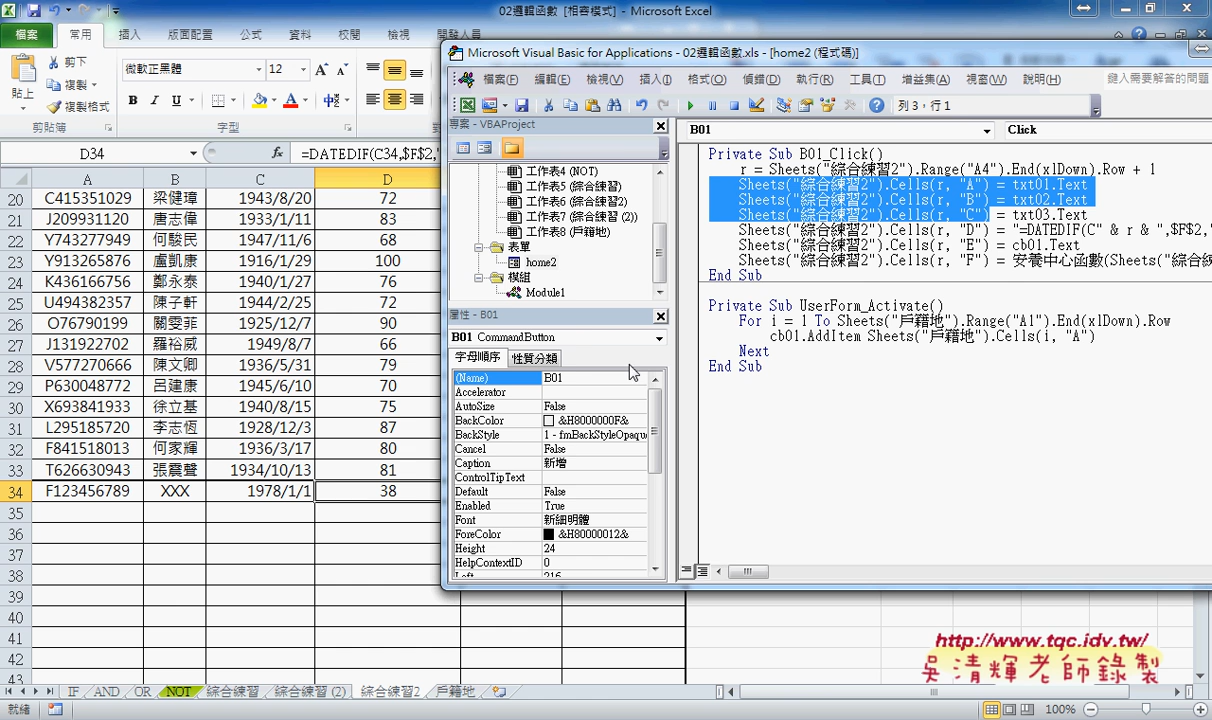 02邏輯函數 [相容模式] - Microsoft Excel
檔案 常用 插入 版面配置 公式 資料 校閱 檢視 開發人員
貼上 剪下 複製 複製格式 剪貼簿
微軟正黑體 12 B I U 字型
D34 fx =DATEDIF(C34,$F$2,"
A B C D
20 C415351029 梁健瑋 1943/8/20 72
21 J209931120 唐志偉 1933/1/11 83
22 Y743277949 何駿民 1947/11/6 68
23 Y913265876 盧凱康 1916/1/29 100
24 K436166756 鄭永泰 1940/1/27 76
25 U494382357 陳子軒 1944/2/25 72
26 O76790199 關雯菲 1925/12/7 90
27 J131922702 羅裕威 1949/8/7 66
28 V577270666 陳文卿 1936/5/31 79
29 P630048772 呂建康 1945/6/10 70
30 X693841933 徐立基 1940/8/15 75
31 L295185720 李志恆 1928/12/3 87
32 F841518013 何家輝 1936/3/17 80
33 T626630943 張震聲 1934/10/13 81
34 F123456789 XXX 1978/1/1 38
35
36
37
38
39
40
41
42
43
IF AND OR NOT 綜合練習 綜合練習 (2) 綜合練習2 戶籍地
就緒 100%
Microsoft Visual Basic for Applications - 02邏輯函數.xls - [home2 (程式碼)]
檔案(F) 編輯(E) 檢視(V) 插入(I) 格式(O) 偵錯(D) 執行(R) 工具(T) 增益集(A) 視窗(W) 說明(H) 鍵入需要解答的問題
列 3，行 1
專案 - VBAProject
工作表4 (NOT)
工作表5 (綜合練習)
工作表6 (綜合練習2)
工作表7 (綜合練習 (2))
工作表8 (戶籍地)
表單
home2
模組
Module1
屬性 - B01
B01 CommandButton
字母順序 性質分類
(Name) B01
Accelerator
AutoSize False
BackColor &H8000000F&
BackStyle 1 - fmBackStyleOpaqu
Cancel False
Caption 新增
ControlTipText
Default False
Enabled True
Font 新細明體
ForeColor &H80000012&
Height 24
HelpContextID 0
Left 216
B01 Click
Private Sub B01_Click()
r = Sheets("綜合練習2").Range("A4").End(xlDown).Row + 1
Sheets("綜合練習2").Cells(r, "A") = txt01.Text
Sheets("綜合練習2").Cells(r, "B") = txt02.Text
Sheets("綜合練習2").Cells(r, "C") = txt03.Text
Sheets("綜合練習2").Cells(r, "D") = "=DATEDIF(C" & r & ",$F$2,"
Sheets("綜合練習2").Cells(r, "E") = cb01.Text
Sheets("綜合練習2").Cells(r, "F") = 安養中心函數(Sheets("綜合練
End Sub
Private Sub UserForm_Activate()
For i = 1 To Sheets("戶籍地").Range("A1").End(xlDown).Row
cb01.AddItem Sheets("戶籍地").Cells(i, "A")
Next
End Sub
http://www.tqc.idv.tw/
吳清輝老師錄製